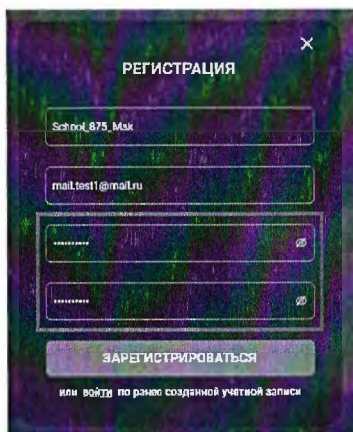 РЕГИСТРАЦИЯ
School_875_Msk
mail.test1@mail.ru
••••••••••
••••••••••
ЗАРЕГИСТРИРОВАТЬСЯ
или войти по ранее созданной учетной записи